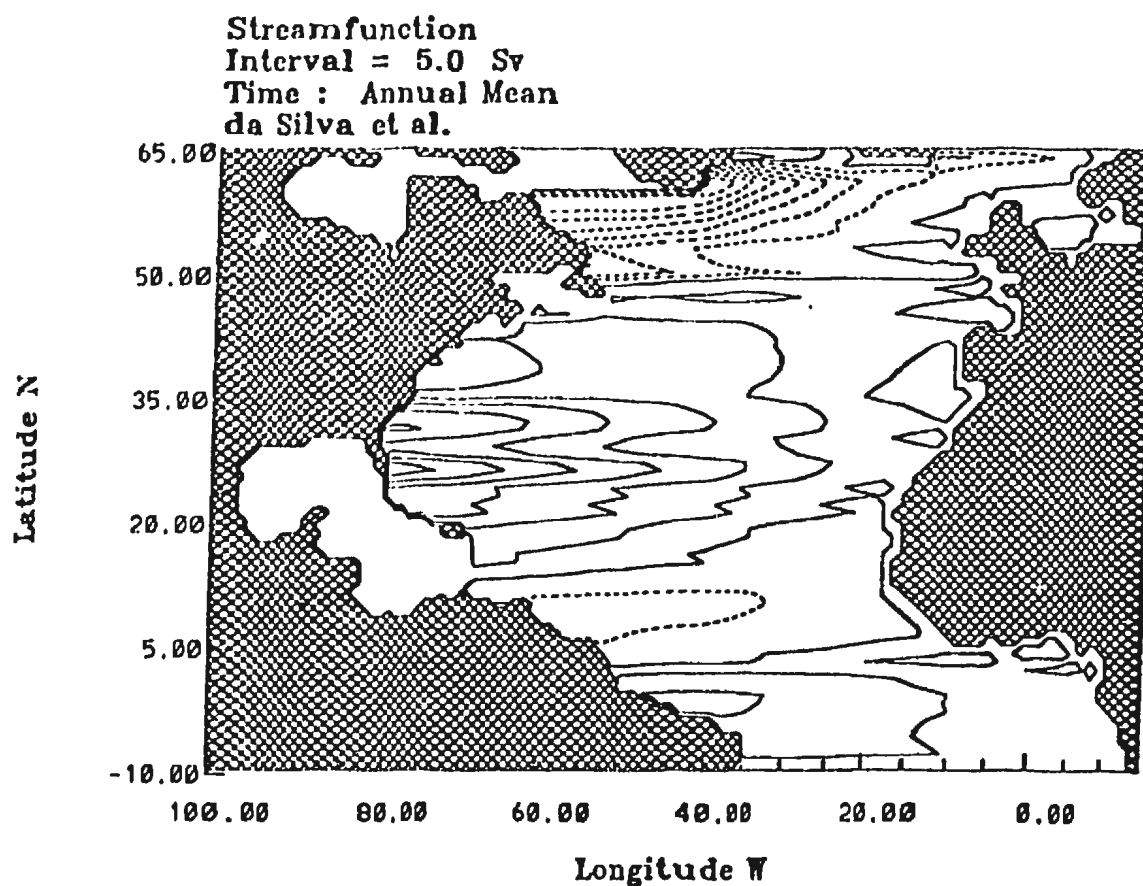 Streamfunction
Interval = 5.0 Sv
Time : Annual Mean
da Silva et al.
65.00
50.00
35.00
20.00
5.00
-10.00
Latitude N
100.00 80.00 60.00 40.00 20.00 0.00
Longitude W